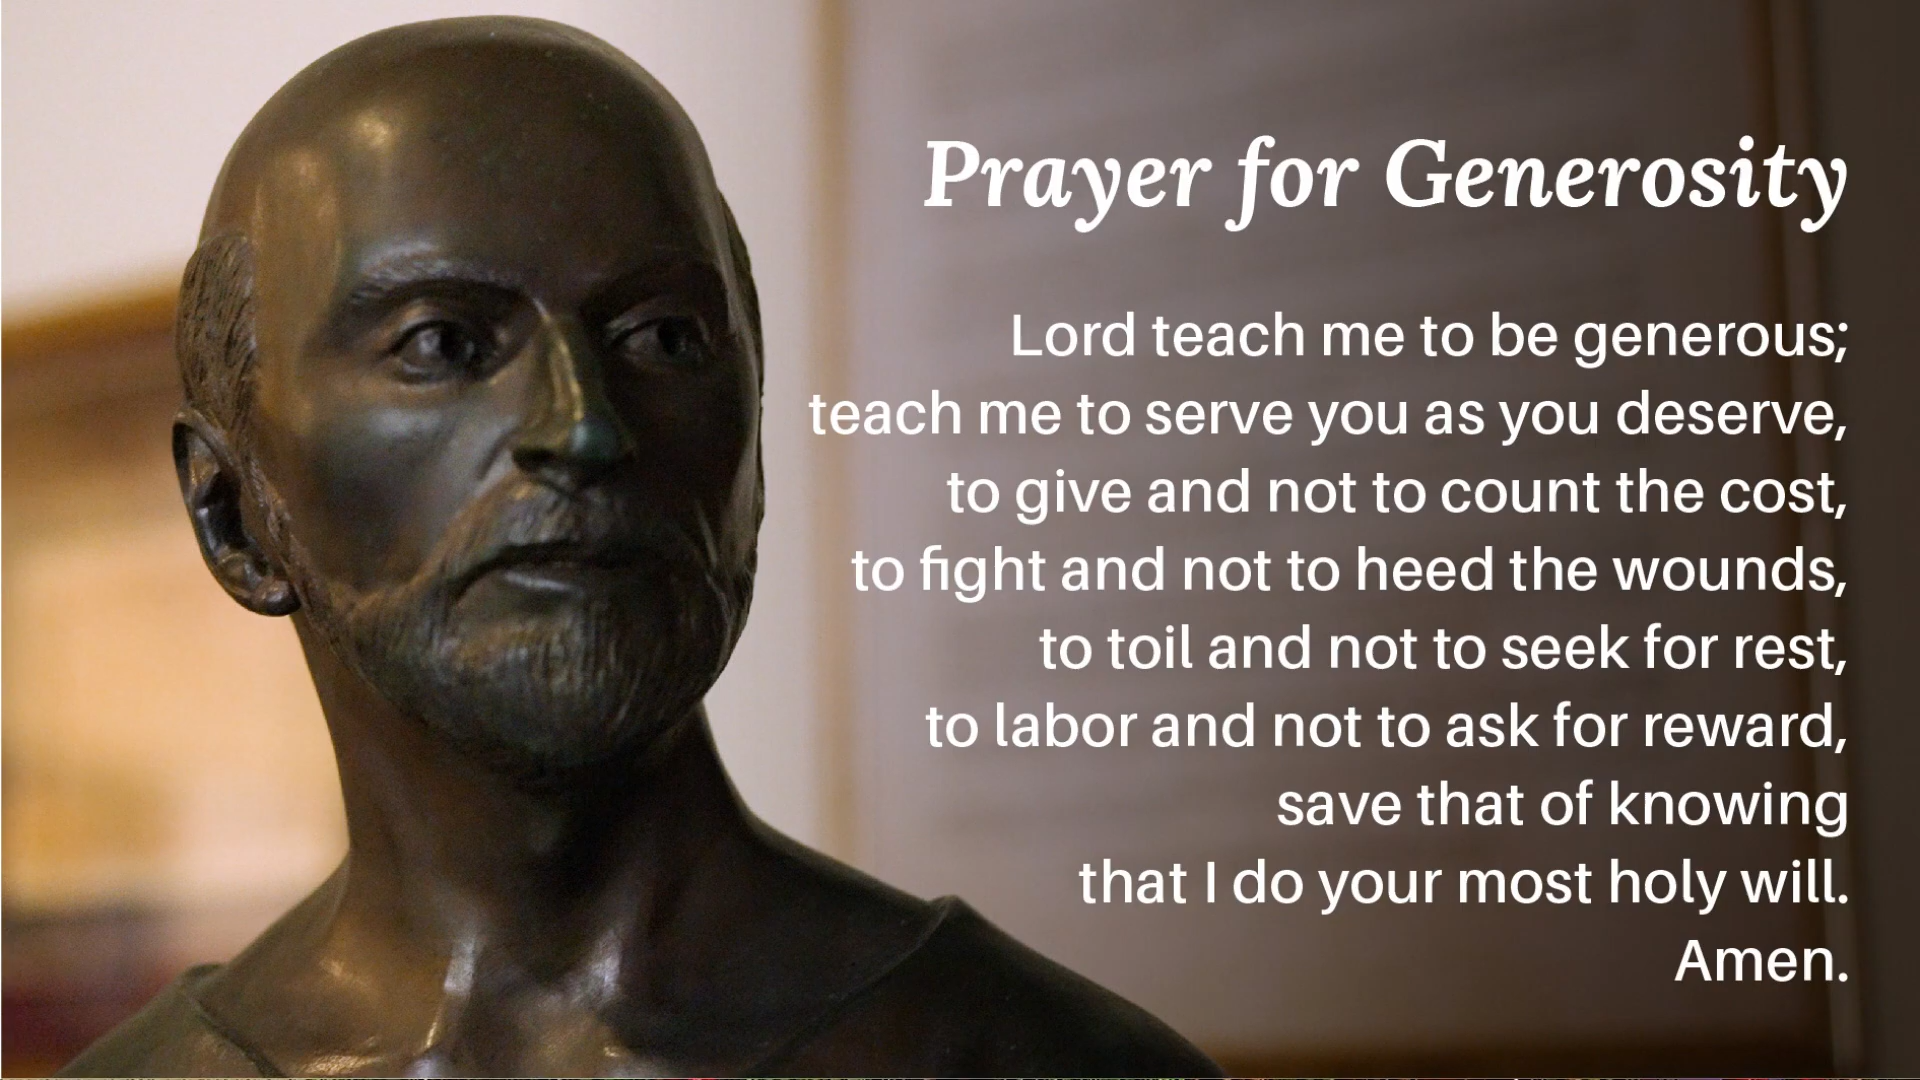 Prayer for Generosity
Lord teach me to be generous;
teach me to serve you as you deserve,
to give and not to count the cost,
to fight and not to heed the wounds,
to toil and not to seek for rest,
to labor and not to ask for reward,
save that of knowing
that I do your most holy will.
Amen.